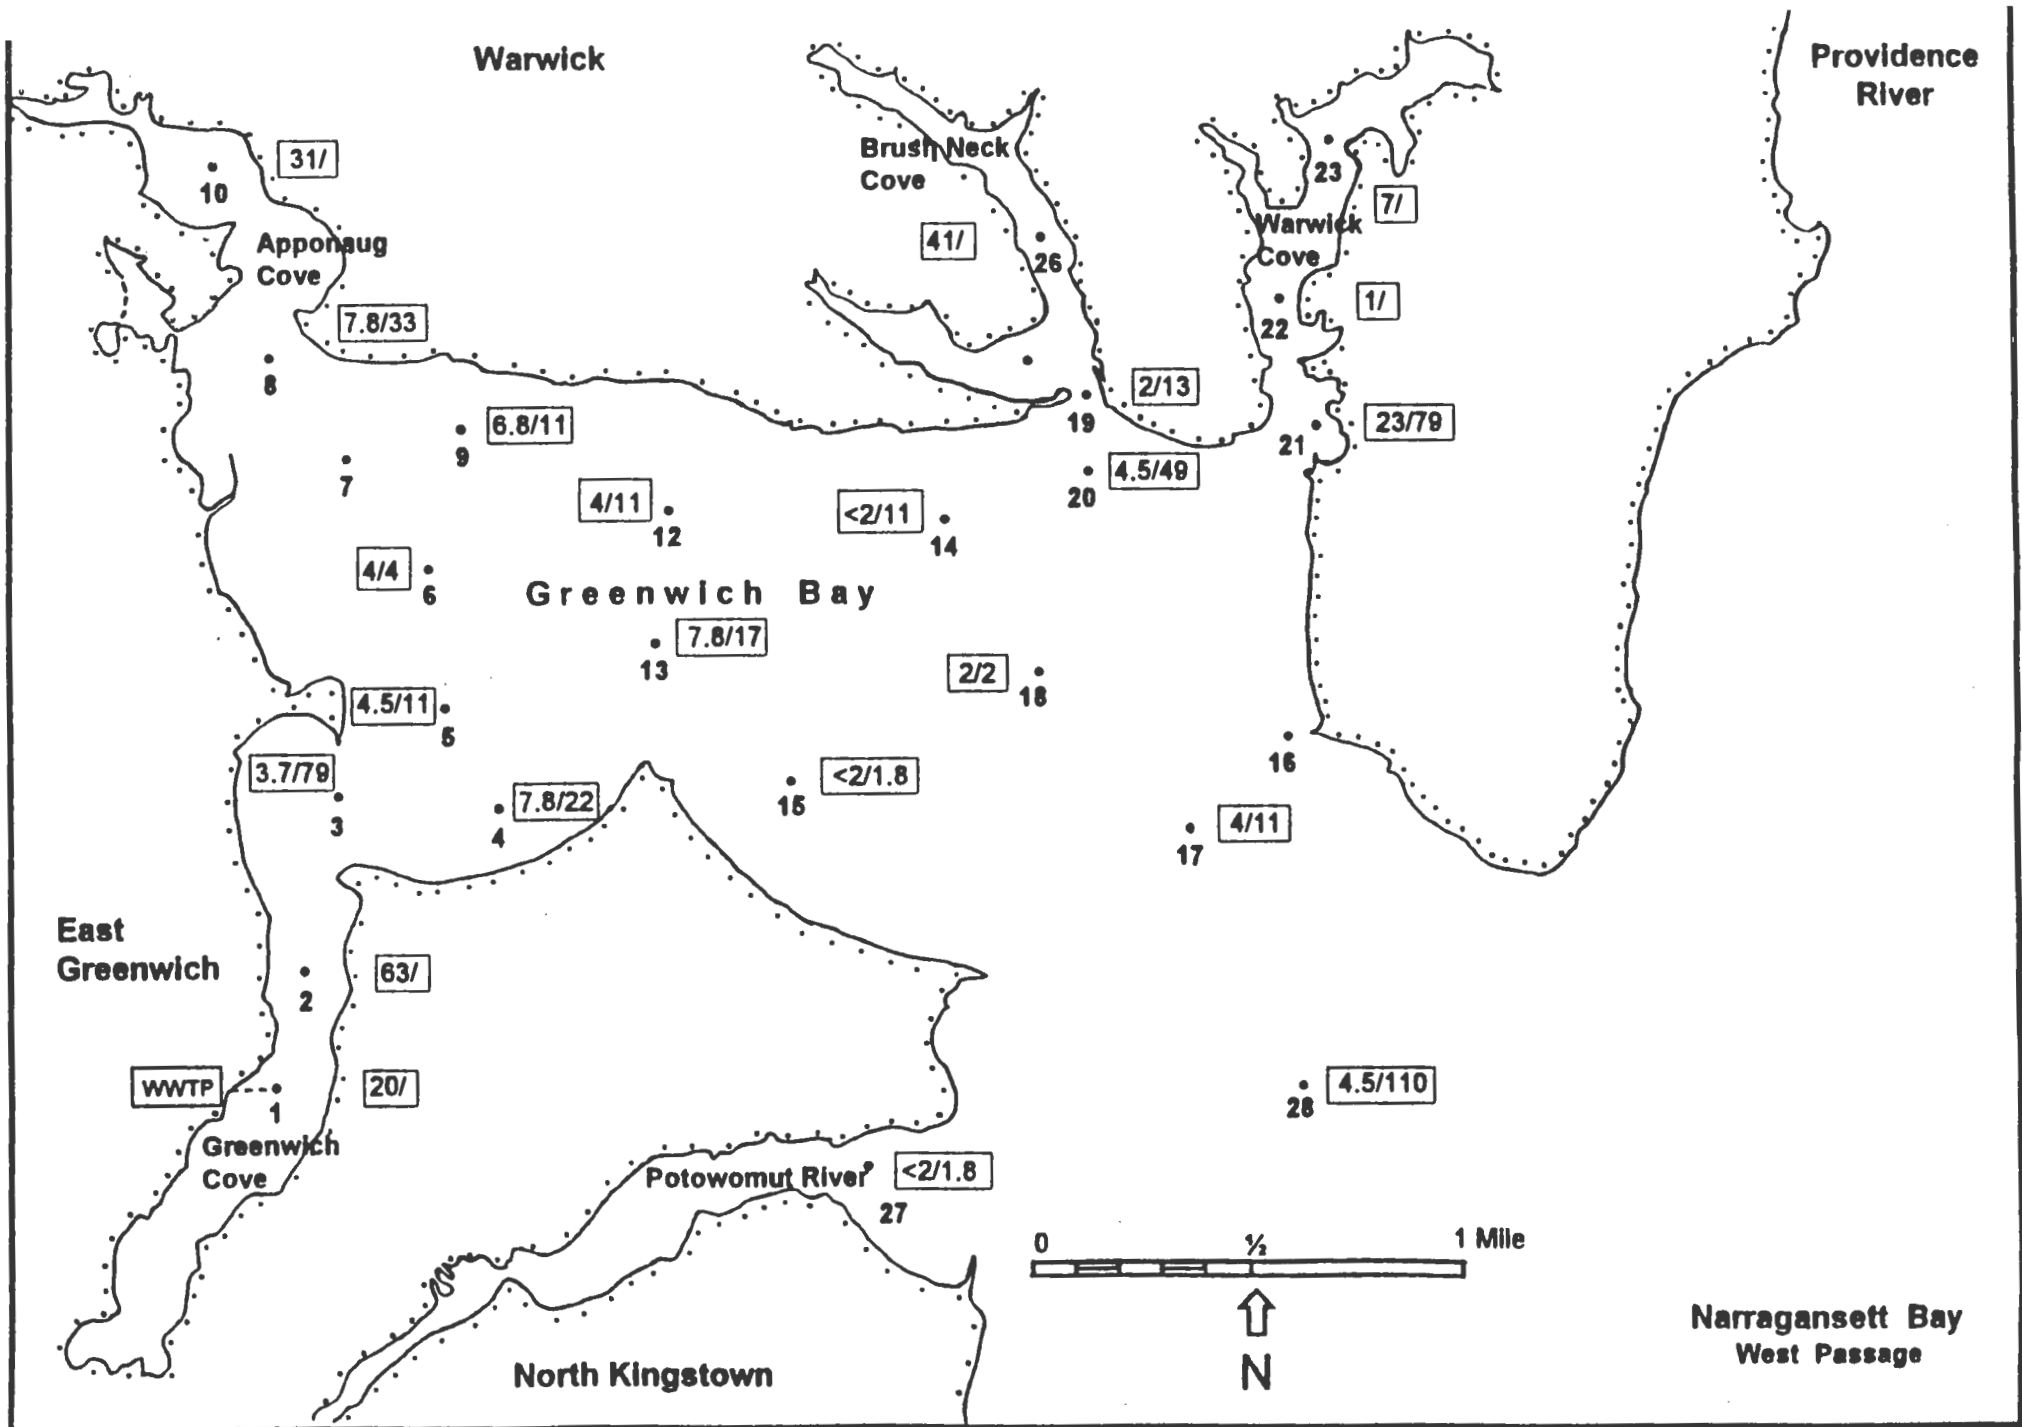 Warwick
Providence
River
31/
10
Brush Neck
Cove
23
7/
Apponaug
Cove
41/
26
Warwick
Cove
1/
22
7.8/33
8
2/13
19
6.8/11
9
23/79
21
7
4.5/49
20
4/11
12
<2/11
14
4/4
6
Greenwich Bay
7.8/17
13
2/2
18
4.5/11
5
16
3.7/79
3
7.8/22
4
<2/1.8
15
4/11
17
East
Greenwich
63/
2
WWTP
1
20/
4.5/110
28
Greenwich
Cove
Potowomut River
<2/1.8
27
0 ½ 1 Mile
N
Narragansett Bay
West Passage
North Kingstown